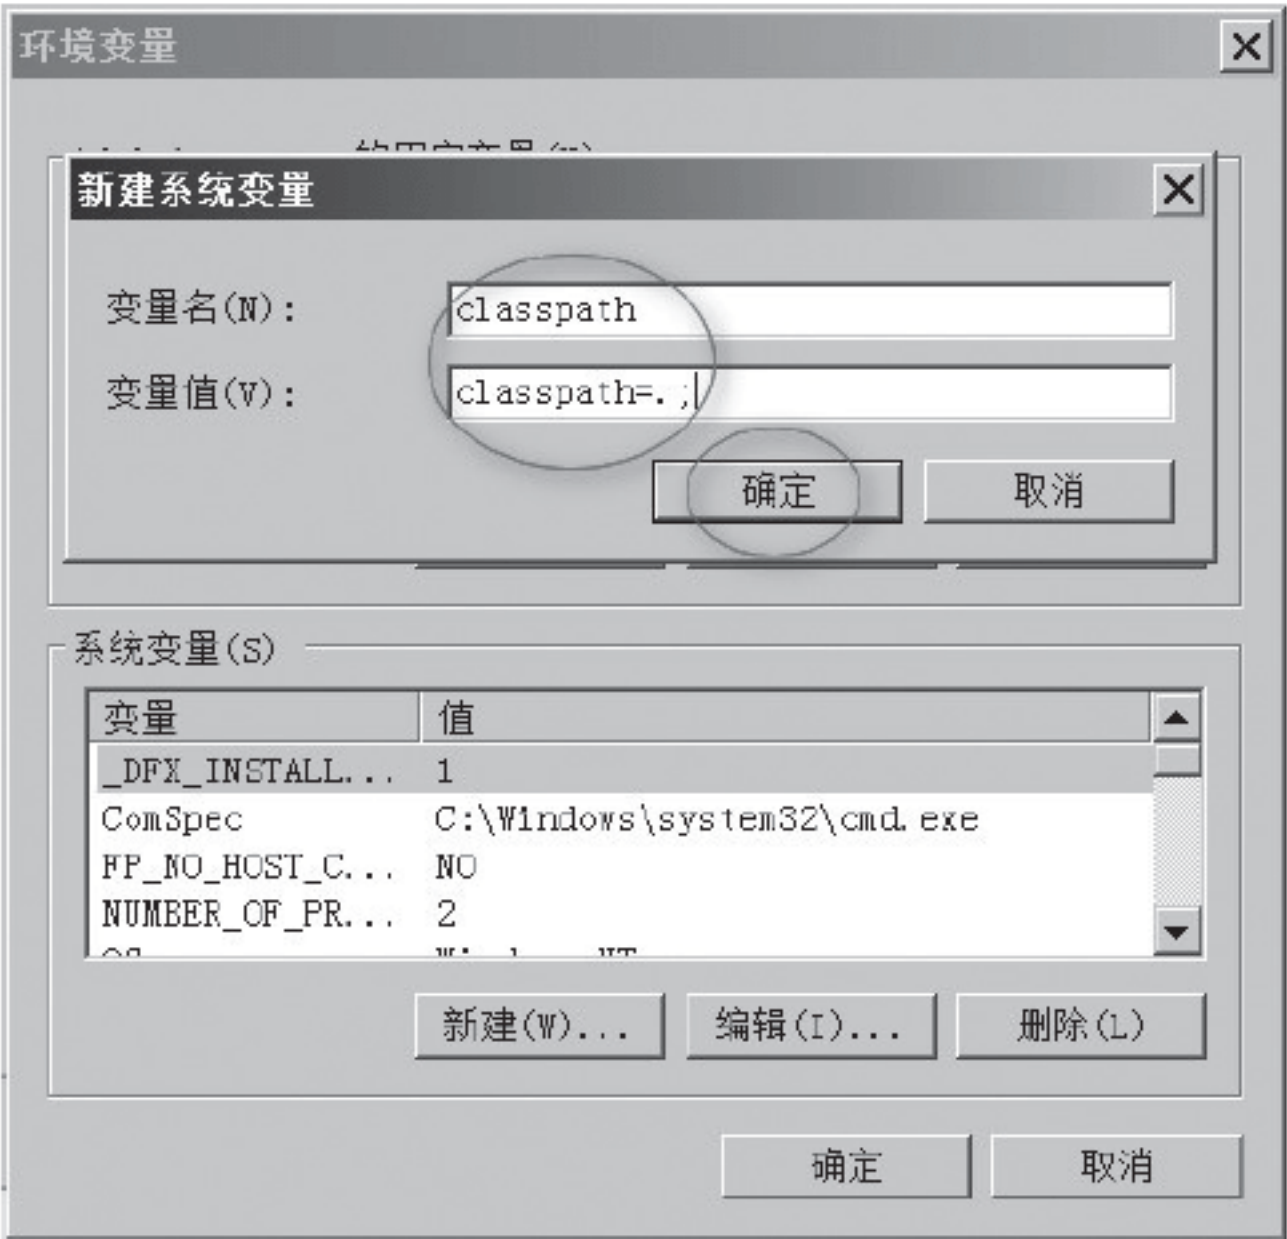 环境变量
新建系统变量
变量名(N):
classpath
变量值(V):
classpath=.;
确定
取消
系统变量(S)
变量
值
_DFX_INSTALL...
1
ComSpec
C:\Windows\system32\cmd.exe
FP_NO_HOST_C...
NO
NUMBER_OF_PR...
2
新建(W)...
编辑(I)...
删除(L)
确定
取消